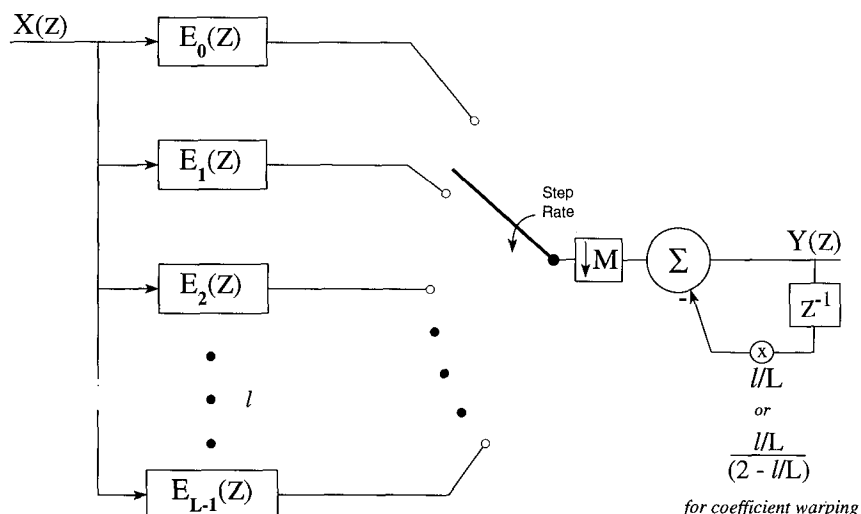 X(Z)
E0(Z)
E1(Z)
Step
Rate
E2(Z)
↓M
Σ
-
Y(Z)
Z-1
x
l/L
or
l/L
(2 - l/L)
for coefficient warping
l
EL-1(Z)